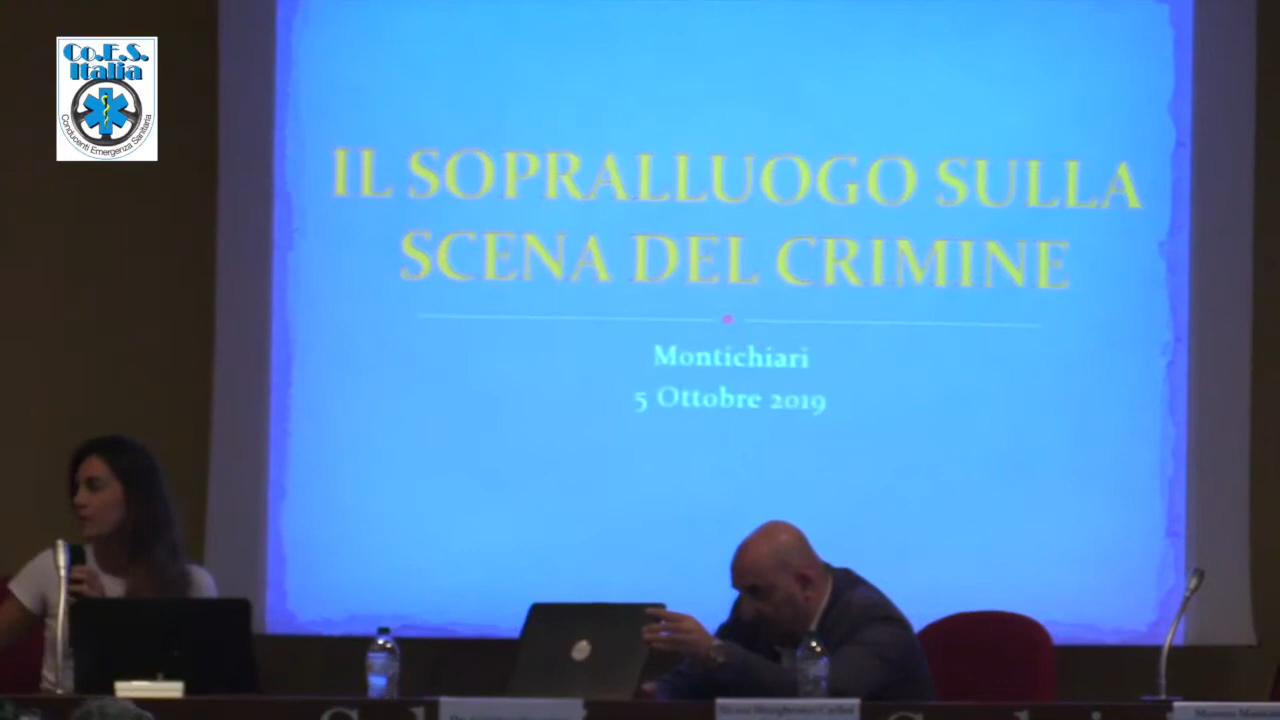 Co.E.S.
Italia
Conducenti Emergenza Sanitaria
IL SOPRALLUOGO SULLA
SCENA DEL CRIMINE
Montichiari
5 Ottobre 2019